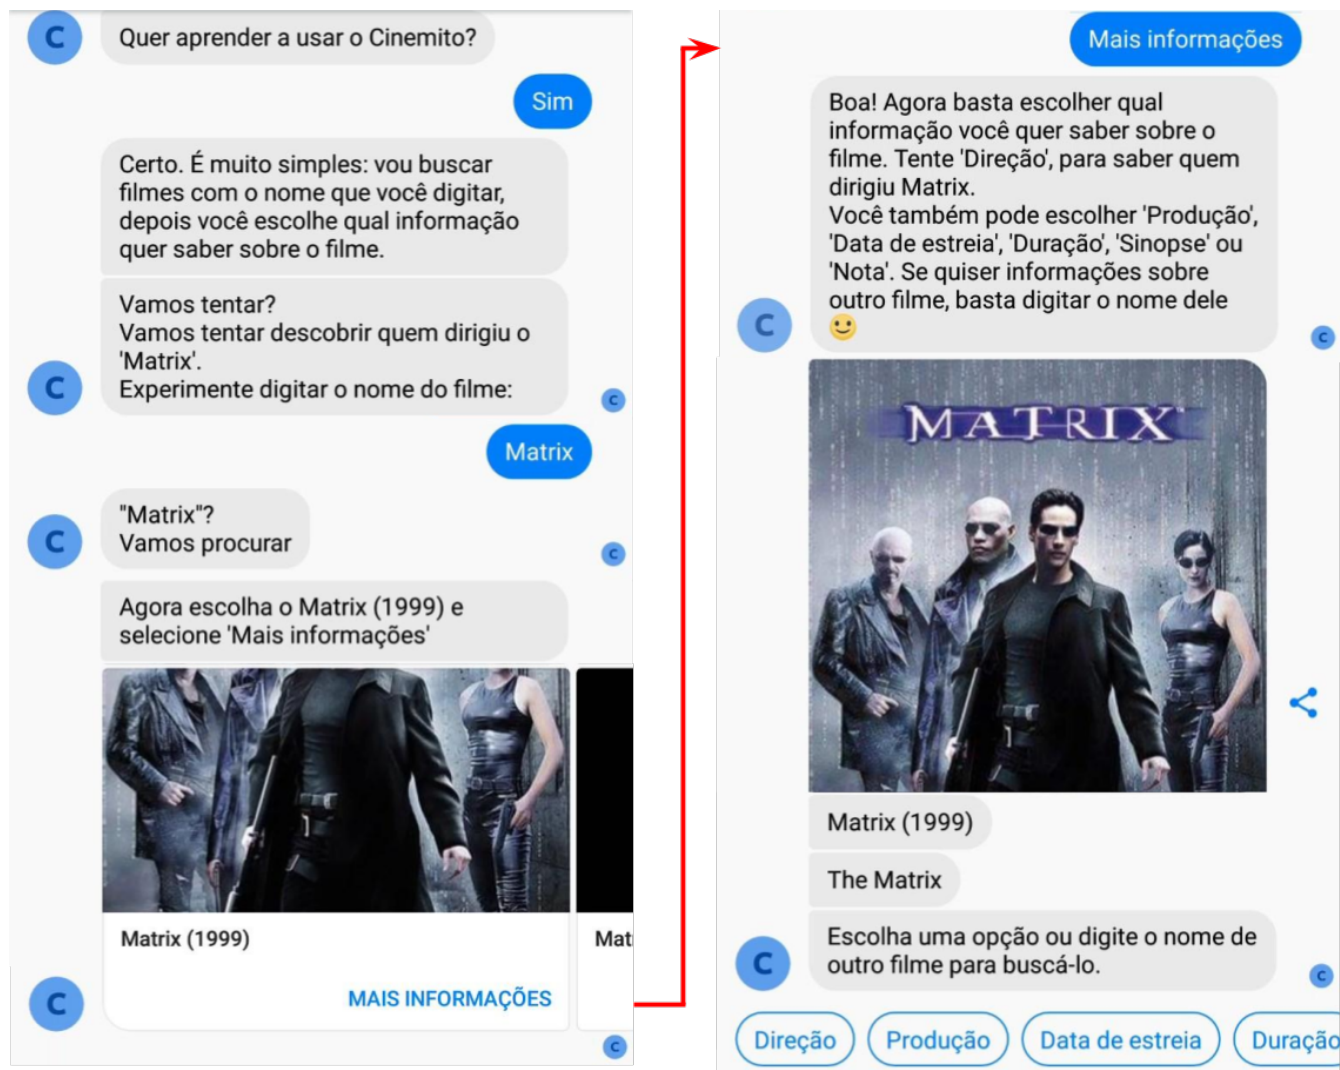 C
Quer aprender a usar o Cinemito?
Sim
Certo. É muito simples: vou buscar
filmes com o nome que você digitar,
depois você escolhe qual informação
quer saber sobre o filme.
Vamos tentar?
Vamos tentar descobrir quem dirigiu o
'Matrix'.
Experimente digitar o nome do filme:
C
C
Matrix
"Matrix"?
Vamos procurar
C
C
Agora escolha o Matrix (1999) e
selecione 'Mais informações'
Matrix (1999)
Mat
MAIS INFORMAÇÕES
C
C
Mais informações
Boa! Agora basta escolher qual
informação você quer saber sobre o
filme. Tente 'Direção', para saber quem
dirigiu Matrix.
Você também pode escolher 'Produção',
'Data de estreia', 'Duração', 'Sinopse' ou
'Nota'. Se quiser informações sobre
outro filme, basta digitar o nome dele
🙂
C
C
MATRIX
Matrix (1999)
The Matrix
Escolha uma opção ou digite o nome de
outro filme para buscá-lo.
C
C
Direção
Produção
Data de estreia
Duração